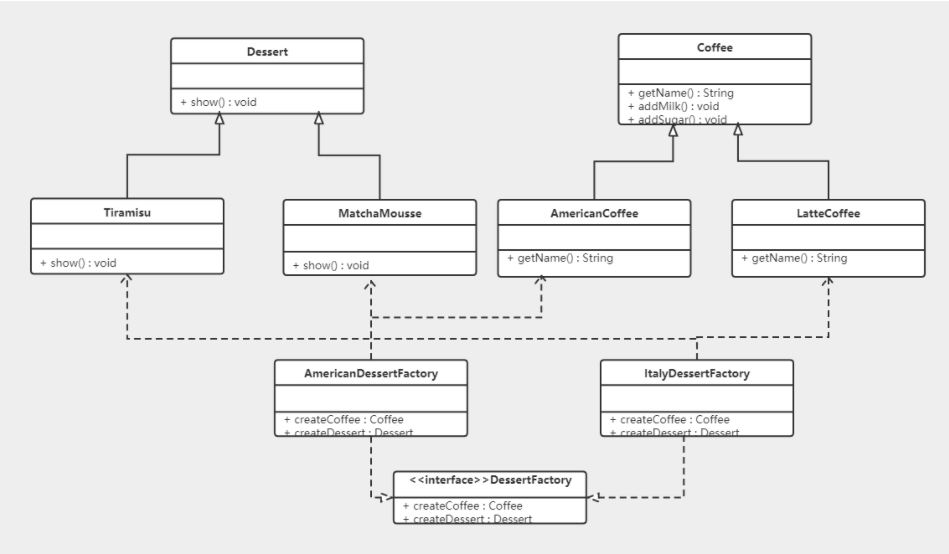 Dessert
+ show() : void
Coffee
+ getName() : String
+ addMilk() : void
+ addSugar() : void
Tiramisu
+ show() : void
MatchaMousse
+ show() : void
AmericanCoffee
+ getName() : String
LatteCoffee
+ getName() : String
AmericanDessertFactory
+ createCoffee : Coffee
+ createDessert : Dessert
ItalyDessertFactory
+ createCoffee : Coffee
+ createDessert : Dessert
<<interface>>DessertFactory
+ createCoffee : Coffee
+ createDessert : Dessert